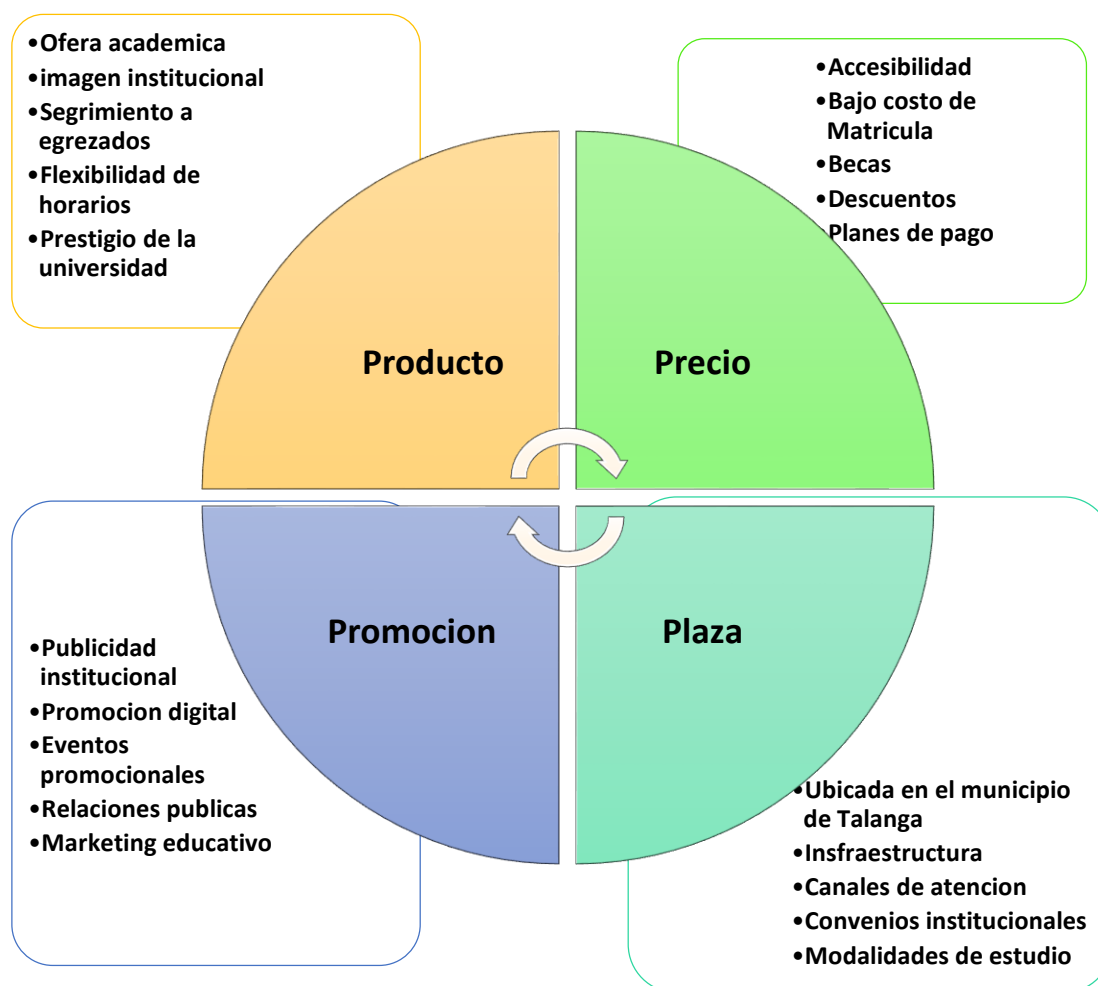 •Ofera academica
•imagen institucional
•Segrimiento a
egrezados
•Flexibilidad de
horarios
•Prestigio de la
universidad
•Accesibilidad
•Bajo costo de
Matricula
•Becas
•Descuentos
•Planes de pago
Producto
Precio
Promocion
Plaza
•Publicidad
institucional
•Promocion digital
•Eventos
promocionales
•Relaciones publicas
•Marketing educativo
•Ubicada en el municipio
de Talanga
•Insfraestructura
•Canales de atencion
•Convenios institucionales
•Modalidades de estudio